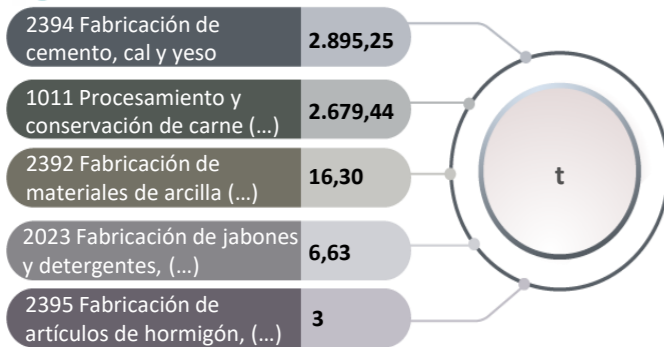 2394 Fabricación de
cemento, cal y yeso
2.895,25
1011 Procesamiento y
conservación de carne (...)
2.679,44
2392 Fabricación de
materiales de arcilla (...)
16,30
2023 Fabricación de jabones
y detergentes, (...)
6,63
2395 Fabricación de
artículos de hormigón, (...)
3
t